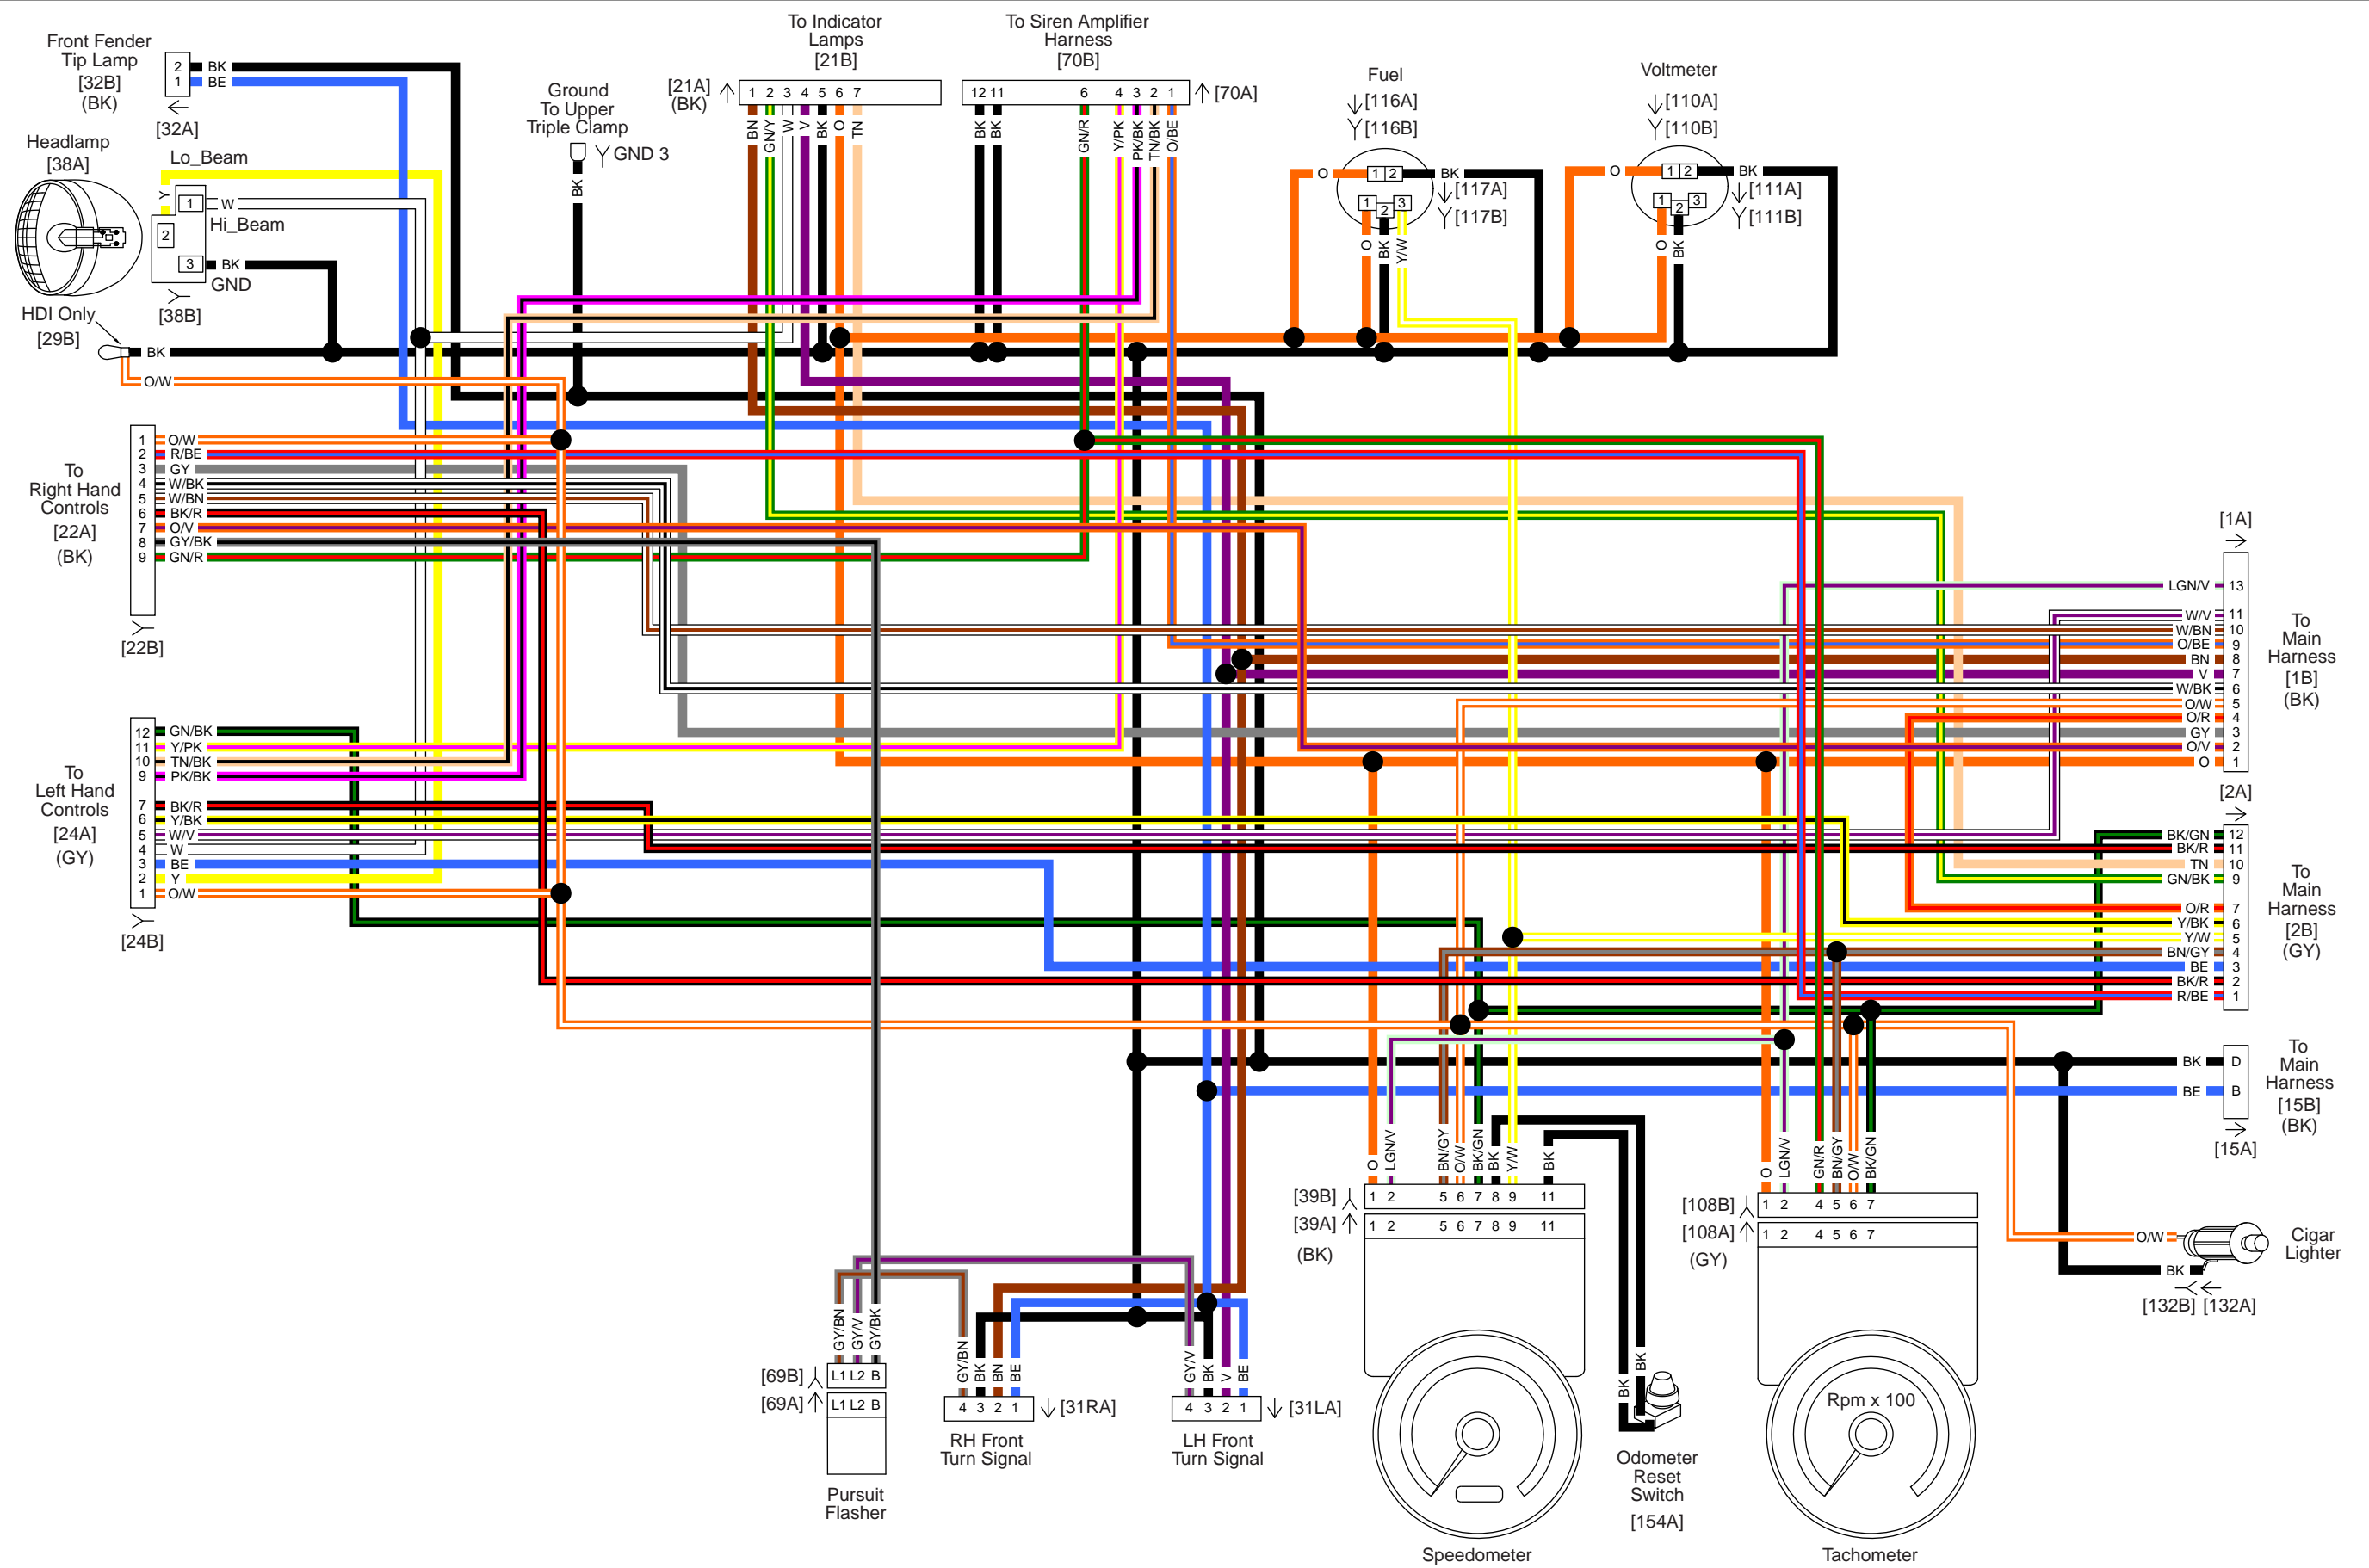 Front Fender
Tip Lamp
[32B]
(BK)
2 BK
1 BE
[32A]
Headlamp
[38A]
Lo_Beam
Y
1 W
Hi_Beam
2
3 BK
GND
[38B]
HDI Only
[29B]
BK
O/W
Ground
To Upper
Triple Clamp
GND 3
BK
To Indicator
Lamps
[21B]
[21A]
(BK)
1 2 3 4 5 6 7
BN GN/Y W V BK O TN
To Siren Amplifier
Harness
[70B]
12 11 6 4 3 2 1
[70A]
BK BK GN/R Y/PK PK/BK TN/BK O/BE
Fuel
[116A]
[116B]
O 1 2 BK
[117A]
[117B]
1 2 3
O BK Y/W
Voltmeter
[110A]
[110B]
O 1 2 BK
[111A]
[111B]
1 2 3
O BK
To
Right Hand
Controls
[22A]
(BK)
1 O/W
2 R/BE
3 GY
4 W/BK
5 W/BN
6 BK/R
7 O/V
8 GY/BK
9 GN/R
[22B]
To
Left Hand
Controls
[24A]
(GY)
12 GN/BK
11 Y/PK
10 TN/BK
9 PK/BK
7 BK/R
6 Y/BK
5 W/V
4 W
3 BE
2 Y
1 O/W
[24B]
[1A]
LGN/V 13
W/V 11
W/BN 10
O/BE 9
BN 8
V 7
W/BK 6
O/W 5
O/R 4
GY 3
O/V 2
O 1
To
Main
Harness
[1B]
(BK)
[2A]
BK/GN 12
BK/R 11
TN 10
GN/BK 9
O/R 7
Y/BK 6
Y/W 5
BN/GY 4
BE 3
BK/R 2
R/BE 1
To
Main
Harness
[2B]
(GY)
BK D
BE B
To
Main
Harness
[15B]
(BK)
[15A]
O/W
BK
Cigar
Lighter
[132B] [132A]
GY/BN GY/V GY/BK
[69B] L1 L2 B
[69A] L1 L2 B
Pursuit
Flasher
GY/BN BK BN BE
4 3 2 1
[31RA]
RH Front
Turn Signal
GY/V BK V BE
4 3 2 1
[31LA]
LH Front
Turn Signal
O LGN/V BN/GY O/W BK/GN BK Y/W BK
[39B] 1 2 5 6 7 8 9 11
[39A] 1 2 5 6 7 8 9 11
(BK)
Speedometer
BK BK
Odometer
Reset
Switch
[154A]
O LGN/V GN/R BN/GY O/W BK/GN
[108B] 1 2 4 5 6 7
[108A] 1 2 4 5 6 7
(GY)
Rpm x 100
Tachometer